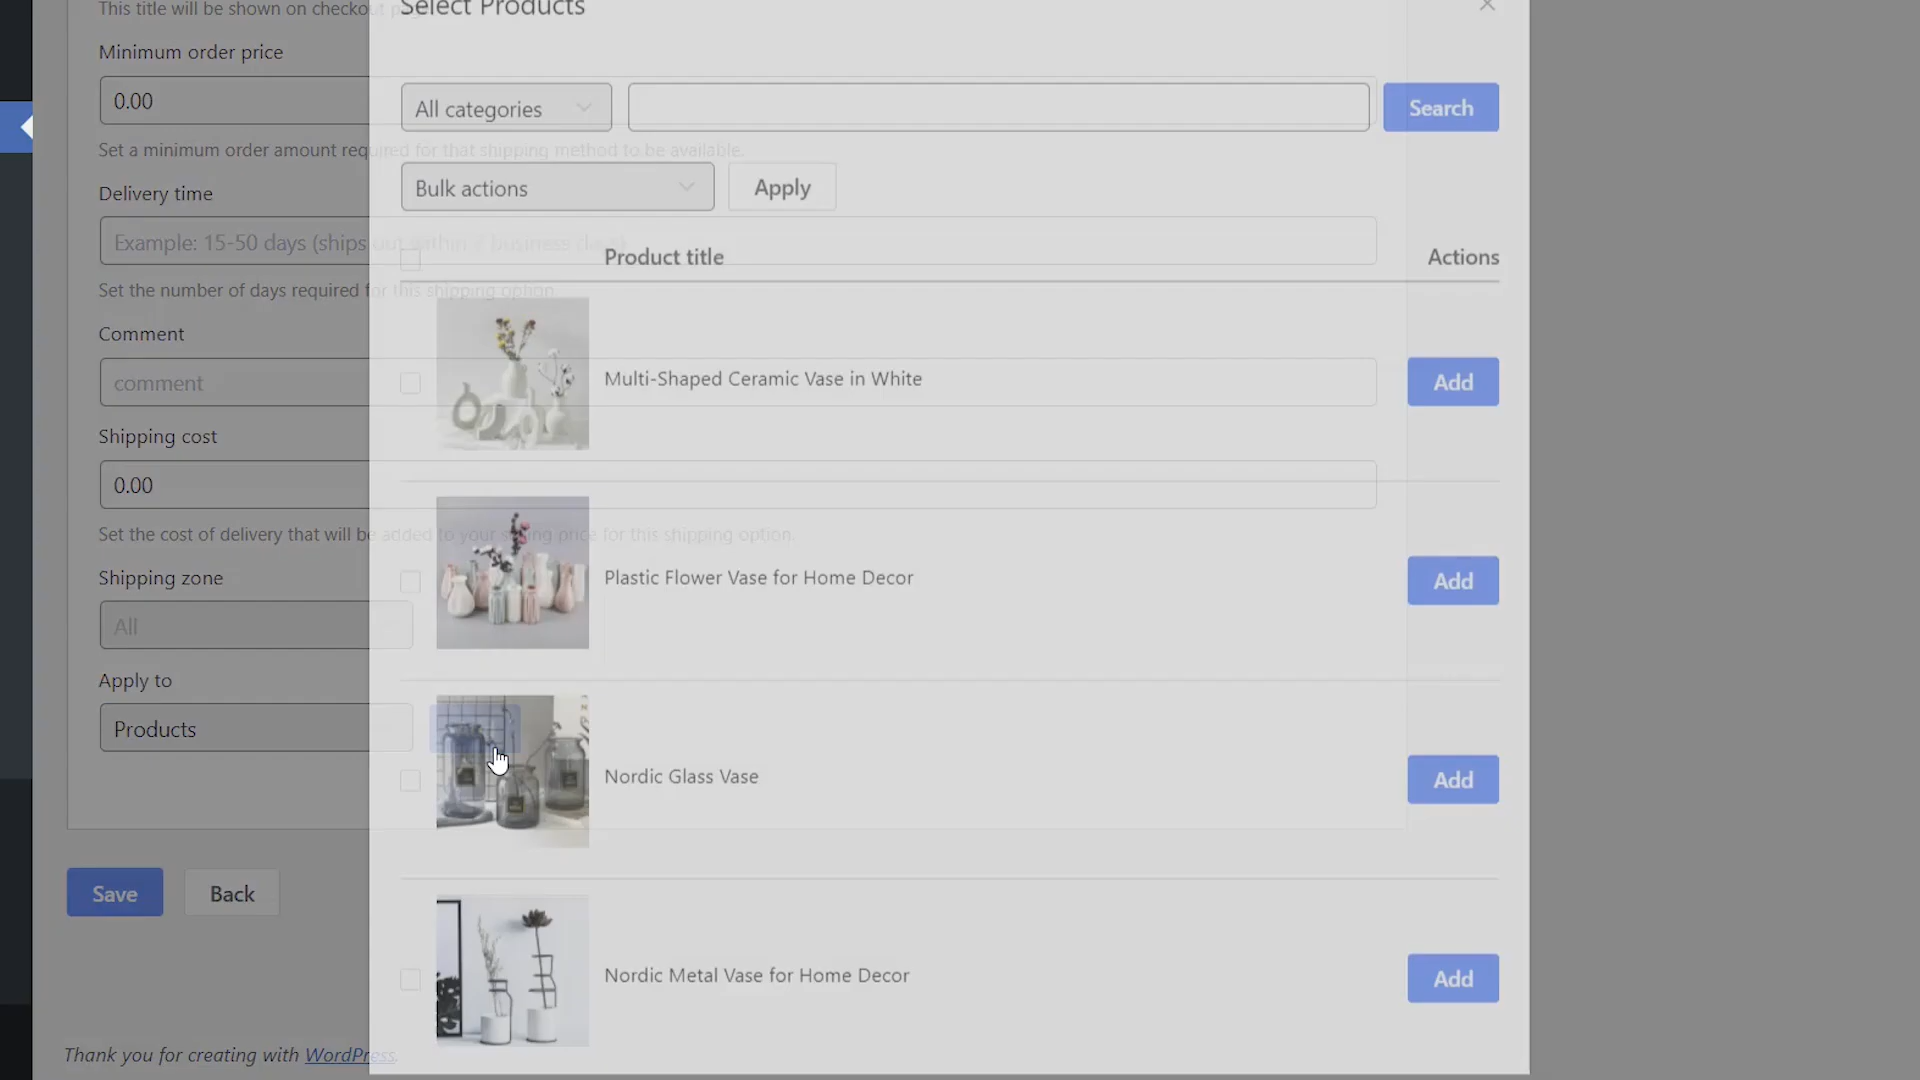 Select Products
This title will be shown on checkout page.
Minimum order price
0.00
All categories
Search
Set a minimum order amount required for that shipping method to be available.
Bulk actions
Apply
Delivery time
Example: 15-50 days (ships out within 2 business days)
Product title
Actions
Set the number of days required for this shipping option.
Comment
comment
Multi-Shaped Ceramic Vase in White
Add
Shipping cost
0.00
Set the cost of delivery that will be added to your selling price for this shipping option.
Shipping zone
All
Plastic Flower Vase for Home Decor
Add
Apply to
Products
Nordic Glass Vase
Add
Save
Back
Nordic Metal Vase for Home Decor
Add
Thank you for creating with WordPress.